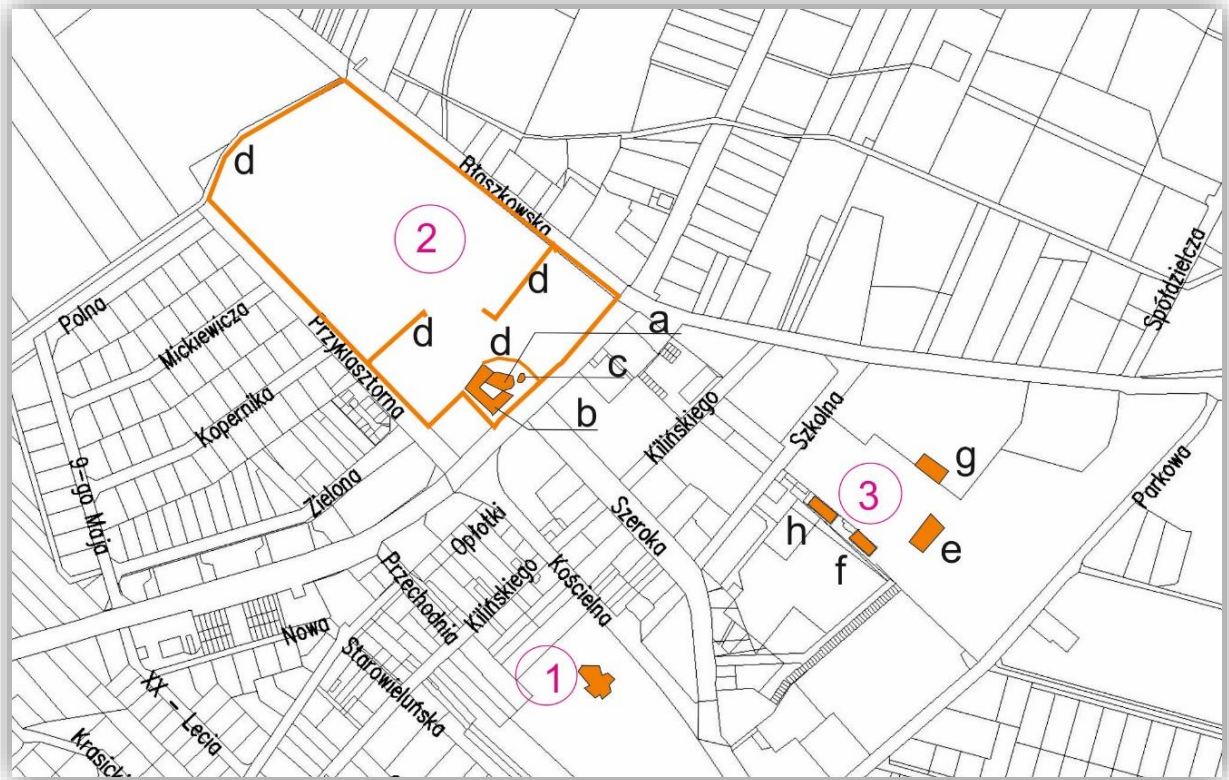 d
Błaszkowska
2
Spółdzielcza
d
Polna
Mickiewicza
Przyklasztorna
d
a
d
c
Kopernika
b
Kilińskiego
Szkolna
g
Parkowa
9-go Maja
Zielona
3
h
f
e
Szeroka
Opłotki
Przechodnia
Kilińskiego
Kościelna
Nowa
Starowieluńska
1
XX - Lecia